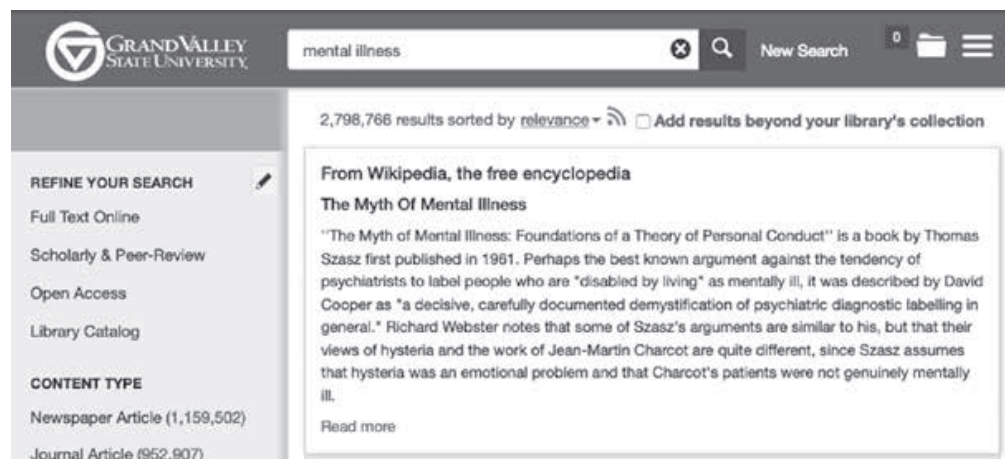 GRAND VALLEY
STATE UNIVERSITY
mental illness
New Search
0
2,798,766 results sorted by relevance
Add results beyond your library's collection
REFINE YOUR SEARCH
Full Text Online
Scholarly & Peer-Review
Open Access
Library Catalog
CONTENT TYPE
Newspaper Article (1,159,502)
Journal Article (952,907)
From Wikipedia, the free encyclopedia
The Myth Of Mental Illness
"The Myth of Mental Illness: Foundations of a Theory of Personal Conduct" is a book by Thomas
Szasz first published in 1961. Perhaps the best known argument against the tendency of
psychiatrists to label people who are "disabled by living" as mentally ill, it was described by David
Cooper as "a decisive, carefully documented demystification of psychiatric diagnostic labelling in
general." Richard Webster notes that some of Szasz's arguments are similar to his, but that their
views of hysteria and the work of Jean-Martin Charcot are quite different, since Szasz assumes
that hysteria was an emotional problem and that Charcot's patients were not genuinely mentally
ill.
Read more